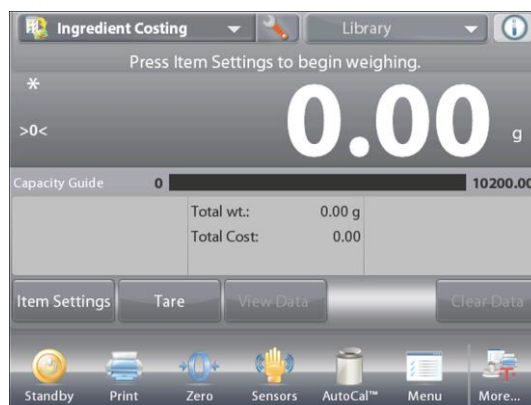 Ingredient Costing Library
Press Item Settings to begin weighing.
*
>0< 0.00 g
Capacity Guide 0 10200.00
Total wt.: 0.00 g
Total Cost: 0.00
Item Settings Tare View Data Clear Data
Standby Print Zero Sensors AutoCal™ Menu More...